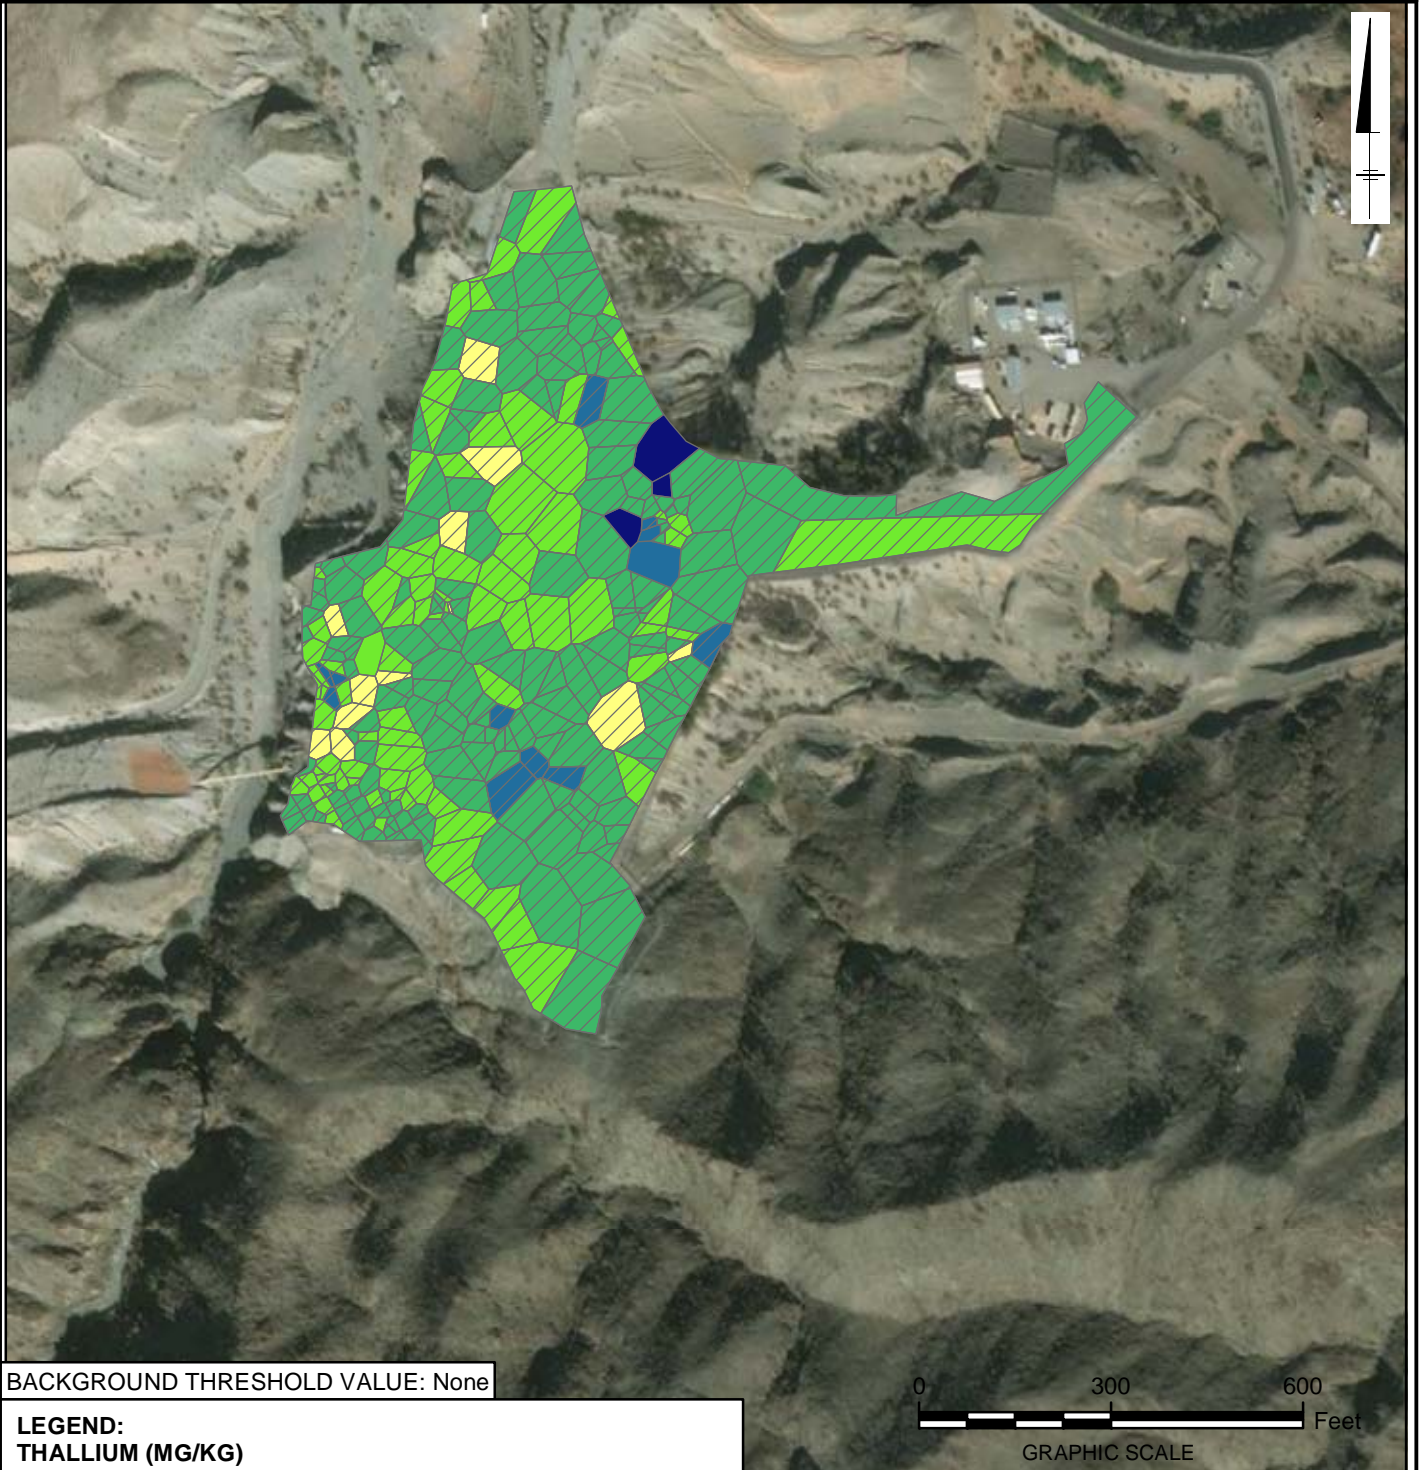 BACKGROUND THRESHOLD VALUE: None
LEGEND:
THALLIUM (MG/KG)
0 300 600
Feet
GRAPHIC SCALE